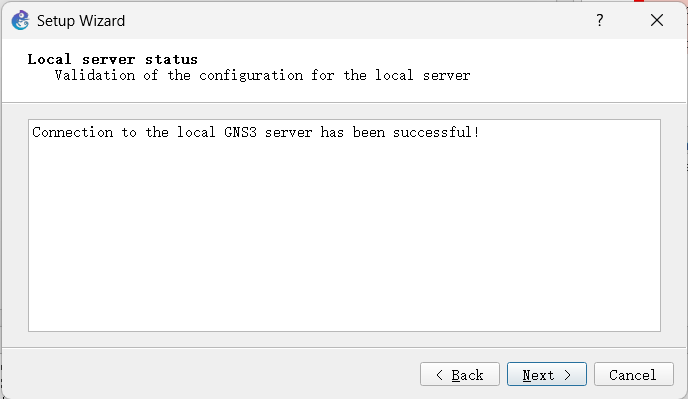 Setup Wizard
?
Local server status
Validation of the configuration for the local server
Connection to the local GNS3 server has been successful!
< Back
Next >
Cancel